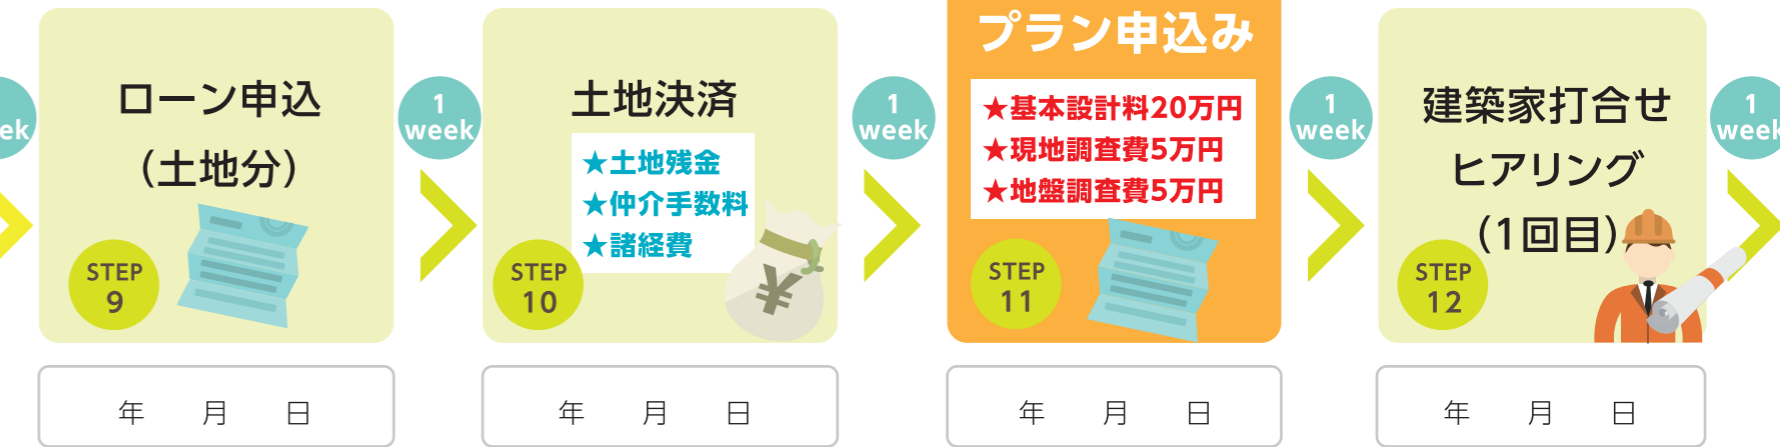 ek
ローン申込
(土地分)
STEP
9
年 月 日
1
week
土地決済
★土地残金
★仲介手数料
★諸経費
STEP
10
¥
年 月 日
1
week
プラン申込み
★基本設計料20万円
★現地調査費5万円
★地盤調査費5万円
STEP
11
年 月 日
1
week
建築家打合せ
ヒアリング
(1回目)
STEP
12
年 月 日
1
week